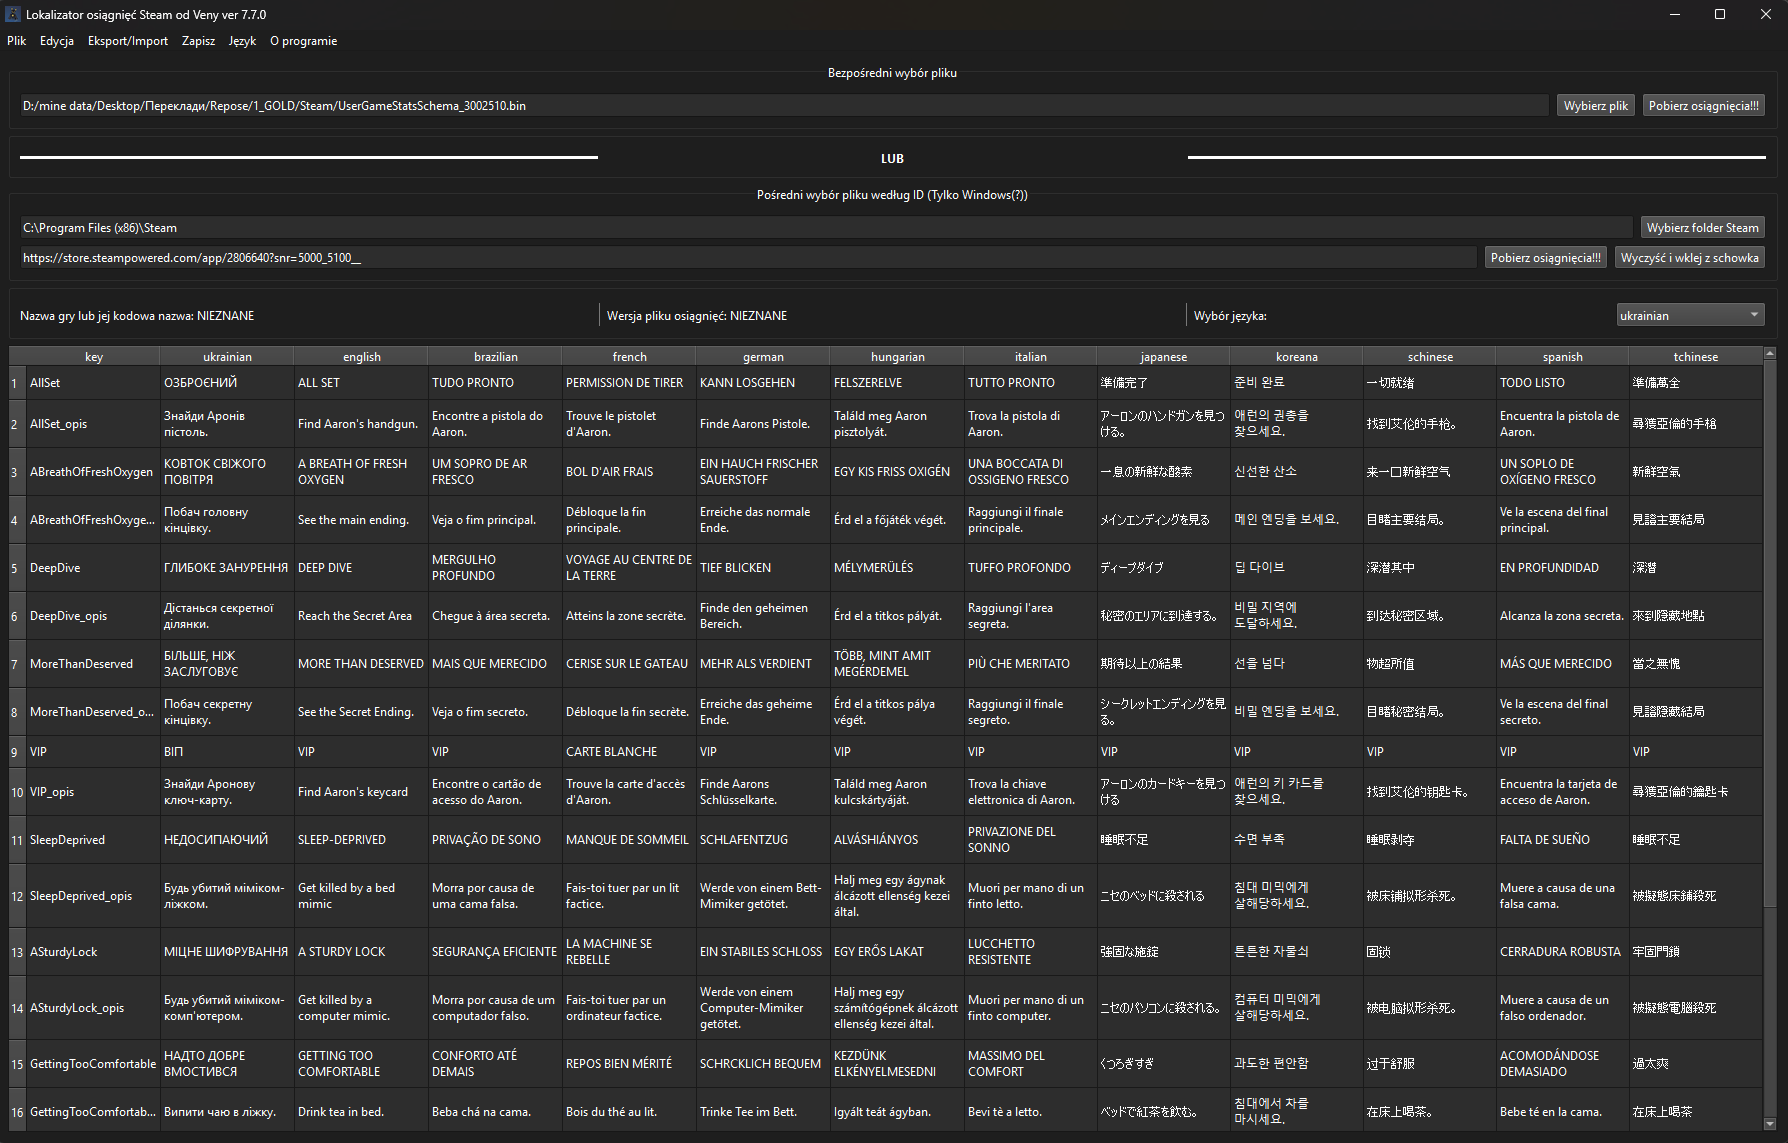 Lokalizator osiągnięć Steam od Veny ver 7.7.0
Plik Edycja Eksport/Import Zapisz Język O programie
Bezpośredni wybór pliku
D:/mine data/Desktop/Переклади/Repose/1_GOLD/Steam/UserGameStatsSchema_3002510.bin Wybierz plik Pobierz osiągnięcia!!!
LUB
Pośredni wybór pliku według ID (Tylko Windows(?))
C:\Program Files (x86)\Steam Wybierz folder Steam
https://store.steampowered.com/app/2806640?snr=5000_5100__ Pobierz osiągnięcia!!! Wyczyść i wklej z schowka
Nazwa gry lub jej kodowa nazwa: NIEZNANE Wersja pliku osiągnięć: NIEZNANE Wybór języka: ukrainian
key ukrainian english brazilian french german hungarian italian japanese koreana schinese spanish tchinese
1 AllSet ОЗБРОЄНИЙ ALL SET TUDO PRONTO PERMISSION DE TIRER KANN LOSGEHEN FELSZERELVE TUTTO PRONTO 準備完了 준비 완료 一切就绪 TODO LISTO 準備萬全
2 AllSet_opis Знайди Аронів пістоль. Find Aaron's handgun. Encontre a pistola do Aaron. Trouve le pistolet d'Aaron. Finde Aarons Pistole. Találd meg Aaron pisztolyát. Trova la pistola di Aaron. アーロンのハンドガンを見つける。 애런의 권총을 찾으세요. 找到艾伦的手枪。 Encuentra la pistola de Aaron. 尋獲亞倫的手槍
3 ABreathOfFreshOxygen КОВТОК СВІЖОГО ПОВІТРЯ A BREATH OF FRESH OXYGEN UM SOPRO DE AR FRESCO BOL D'AIR FRAIS EIN HAUCH FRISCHER SAUERSTOFF EGY KIS FRISS OXIGÉN UNA BOCCATA DI OSSIGENO FRESCO 一息の新鮮な酸素 신선한 산소 来一口新鲜空气 UN SOPLO DE OXÍGENO FRESCO 新鮮空氣
4 ABreathOfFreshOxyge... Побач головну кінцівку. See the main ending. Veja o fim principal. Débloque la fin principale. Erreiche das normale Ende. Érd el a főjáték végét. Raggiungi il finale principale. メインエンディングを見る 메인 엔딩을 보세요. 目睹主要结局。 Ve la escena del final principal. 見證主要結局
5 DeepDive ГЛИБОКЕ ЗАНУРЕННЯ DEEP DIVE MERGULHO PROFUNDO VOYAGE AU CENTRE DE LA TERRE TIEF BLICKEN MÉLYMERÜLÉS TUFFO PROFONDO ディープダイブ 딥 다이브 深潜其中 EN PROFUNDIDAD 深潛
6 DeepDive_opis Дістанься секретної ділянки. Reach the Secret Area Chegue à área secreta. Atteins la zone secrète. Finde den geheimen Bereich. Érd el a titkos pályát. Raggiungi l'area segreta. 秘密のエリアに到達する。 비밀 지역에 도달하세요. 到达秘密区域。 Alcanza la zona secreta. 來到隱藏地點
7 MoreThanDeserved БІЛЬШЕ, НІЖ ЗАСЛУГОВУЄ MORE THAN DESERVED MAIS QUE MERECIDO CERISE SUR LE GATEAU MEHR ALS VERDIENT TÖBB, MINT AMIT MEGÉRDEMEL PIÙ CHE MERITATO 期待以上の結果 선을 넘다 物超所值 MÁS QUE MERECIDO 當之無愧
8 MoreThanDeserved_o... Побач секретну кінцівку. See the Secret Ending. Veja o fim secreto. Débloque la fin secrète. Erreiche das geheime Ende. Érd el a titkos pálya végét. Raggiungi il finale segreto. シークレットエンディングを見る。 비밀 엔딩을 보세요. 目睹秘密结局。 Ve la escena del final secreto. 見證隱藏結局
9 VIP ВІП VIP VIP CARTE BLANCHE VIP VIP VIP VIP VIP VIP VIP VIP
10 VIP_opis Знайди Аронову ключ-карту. Find Aaron's keycard Encontre o cartão de acesso do Aaron. Trouve la carte d'accès d'Aaron. Finde Aarons Schlüsselkarte. Találd meg Aaron kulcskártyáját. Trova la chiave elettronica di Aaron. アーロンのカードキーを見つける 애런의 키 카드를 찾으세요. 找到艾伦的钥匙卡。 Encuentra la tarjeta de acceso de Aaron. 尋獲亞倫的鑰匙卡
11 SleepDeprived НЕДОСИПАЮЧИЙ SLEEP-DEPRIVED PRIVAÇÃO DE SONO MANQUE DE SOMMEIL SCHLAFENTZUG ALVÁSHIÁNYOS PRIVAZIONE DEL SONNO 睡眠不足 수면 부족 睡眠剥夺 FALTA DE SUEÑO 睡眠不足
12 SleepDeprived_opis Будь убитий міміком-ліжком. Get killed by a bed mimic Morra por causa de uma cama falsa. Fais-toi tuer par un lit factice. Werde von einem Bett-Mimiker getötet. Halj meg egy ágynak álcázott ellenség kezei által. Muori per mano di un finto letto. ニセのベッドに殺される 침대 미믹에게 살해당하세요. 被床铺拟形杀死。 Muere a causa de una falsa cama. 被擬態床鋪殺死
13 ASturdyLock МІЦНЕ ШИФРУВАННЯ A STURDY LOCK SEGURANÇA EFICIENTE LA MACHINE SE REBELLE EIN STABILES SCHLOSS EGY ERŐS LAKAT LUCCHETTO RESISTENTE 強固な施錠 튼튼한 자물쇠 固锁 CERRADURA ROBUSTA 牢固門鎖
14 ASturdyLock_opis Будь убитий міміком-комп'ютером. Get killed by a computer mimic. Morra por causa de um computador falso. Fais-toi tuer par un ordinateur factice. Werde von einem Computer-Mimiker getötet. Halj meg egy számítógépnek álcázott ellenség kezei által. Muori per mano di un finto computer. ニセのパソコンに殺される。 컴퓨터 미믹에게 살해당하세요. 被电脑拟形杀死。 Muere a causa de un falso ordenador. 被擬態電腦殺死
15 GettingTooComfortable НАДТО ДОБРЕ ВМОСТИВСЯ GETTING TOO COMFORTABLE CONFORTO ATÉ DEMAIS REPOS BIEN MÉRITÉ SCHRCKLICH BEQUEM KEZDÜNK ELKÉNYELMESEDNI MASSIMO DEL COMFORT くつろぎすぎ 과도한 편안함 过于舒服 ACOMODÁNDOSE DEMASIADO 過太爽
16 GettingTooComfortab... Випити чаю в ліжку. Drink tea in bed. Beba chá na cama. Bois du thé au lit. Trinke Tee im Bett. Igyált teát ágyban. Bevi tè a letto. ベッドで紅茶を飲む。 침대에서 차를 마시세요. 在床上喝茶。 Bebe té en la cama. 在床上喝茶